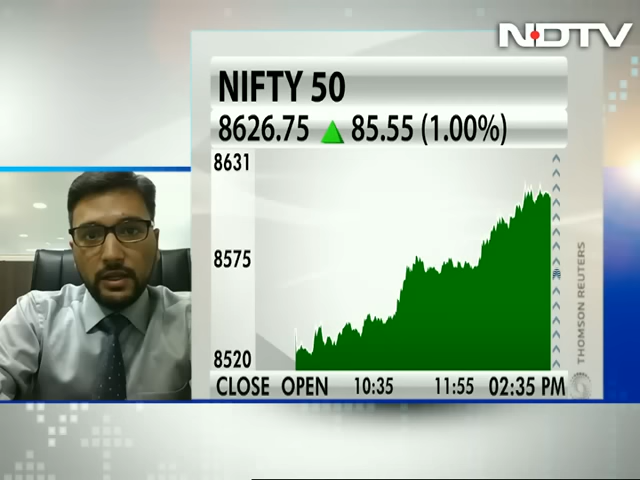 NDTV
NIFTY 50
8626.75 ▲ 85.55 (1.00%)
8631
8575
8520
CLOSE OPEN 10:35 11:55 02:35 PM
THOMSON REUTERS